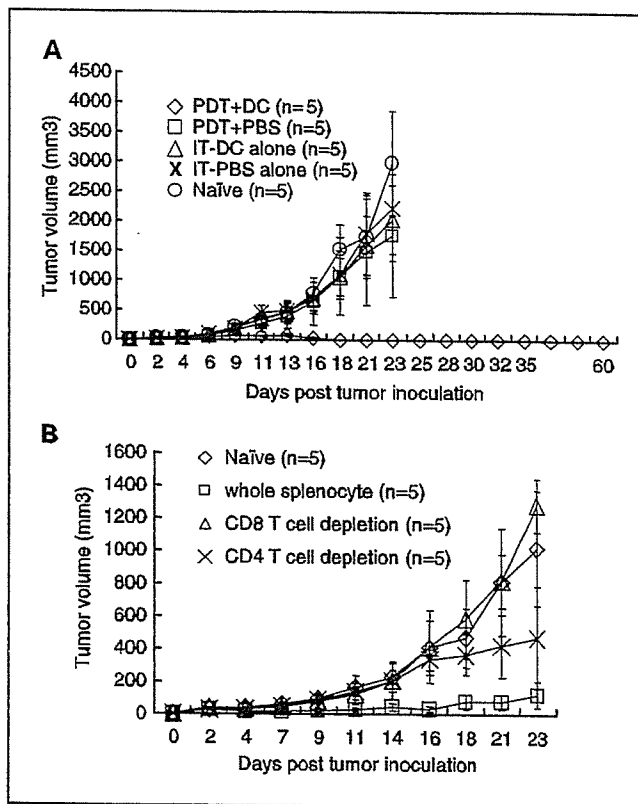 A
4500
4000
3500
3000
2500
2000
1500
1000
500
0
Tumor volume (mm3)
PDT+DC (n=5)
PDT+PBS (n=5)
IT-DC alone (n=5)
IT-PBS alone (n=5)
Naïve (n=5)
0 2 4 6 9 11 13 16 18 21 23 25 28 30 32 35 60
Days post tumor inoculation
B
1600
1400
1200
1000
800
600
400
200
0
Tumor volume (mm3)
Naïve (n=5)
whole splenocyte (n=5)
CD8 T cell depletion (n=5)
CD4 T cell depletion (n=5)
0 2 4 7 9 11 14 16 18 21 23
Days post tumor inoculation